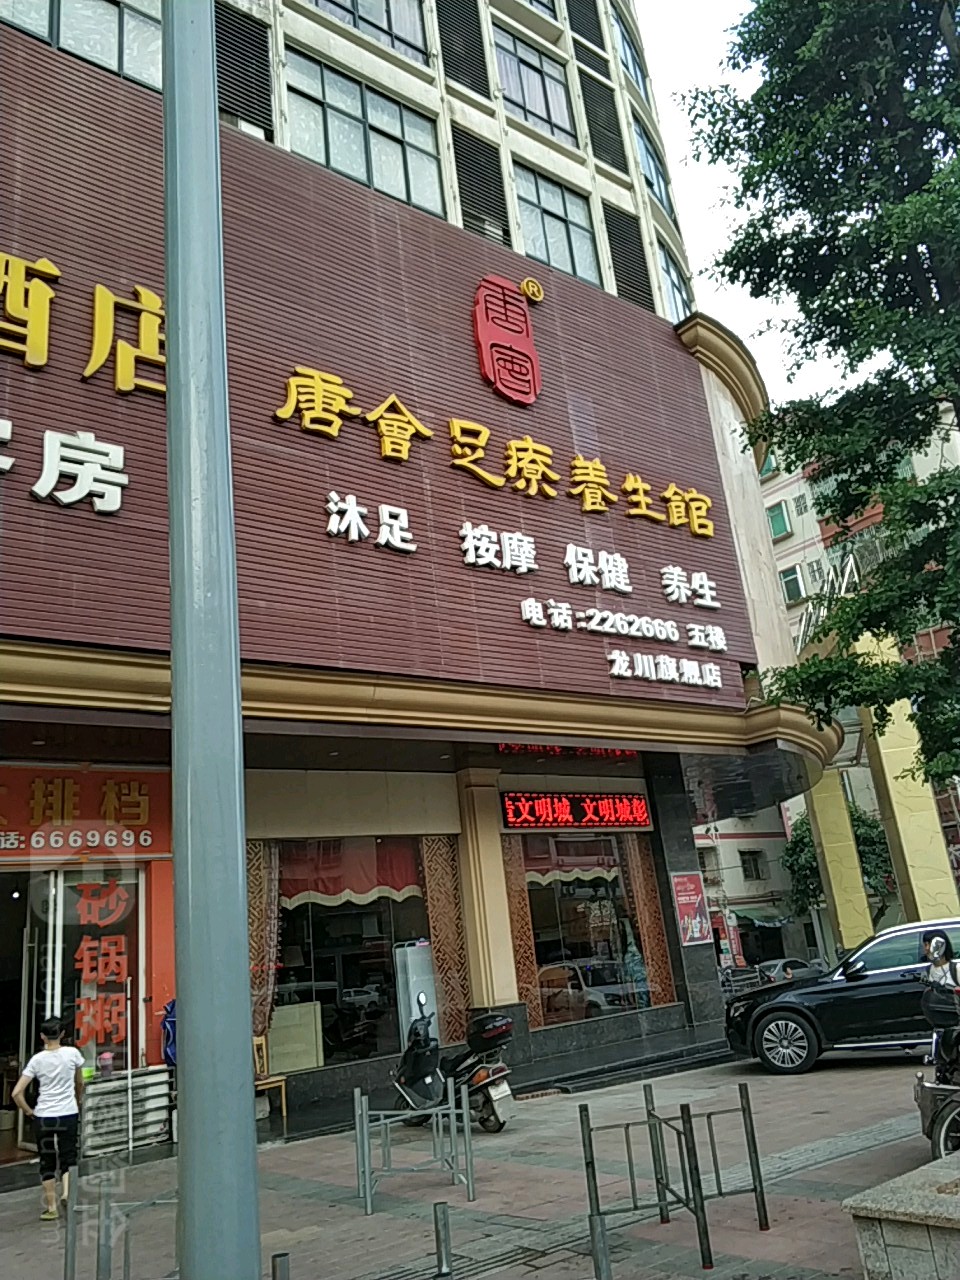 酒店
客房
唐會
®
唐會足療養生館
沐足 按摩 保健 养生
电话:2262666 五楼
龙川旗舰店
文明城 文明城彰
排档
话:6669696
砂锅粥